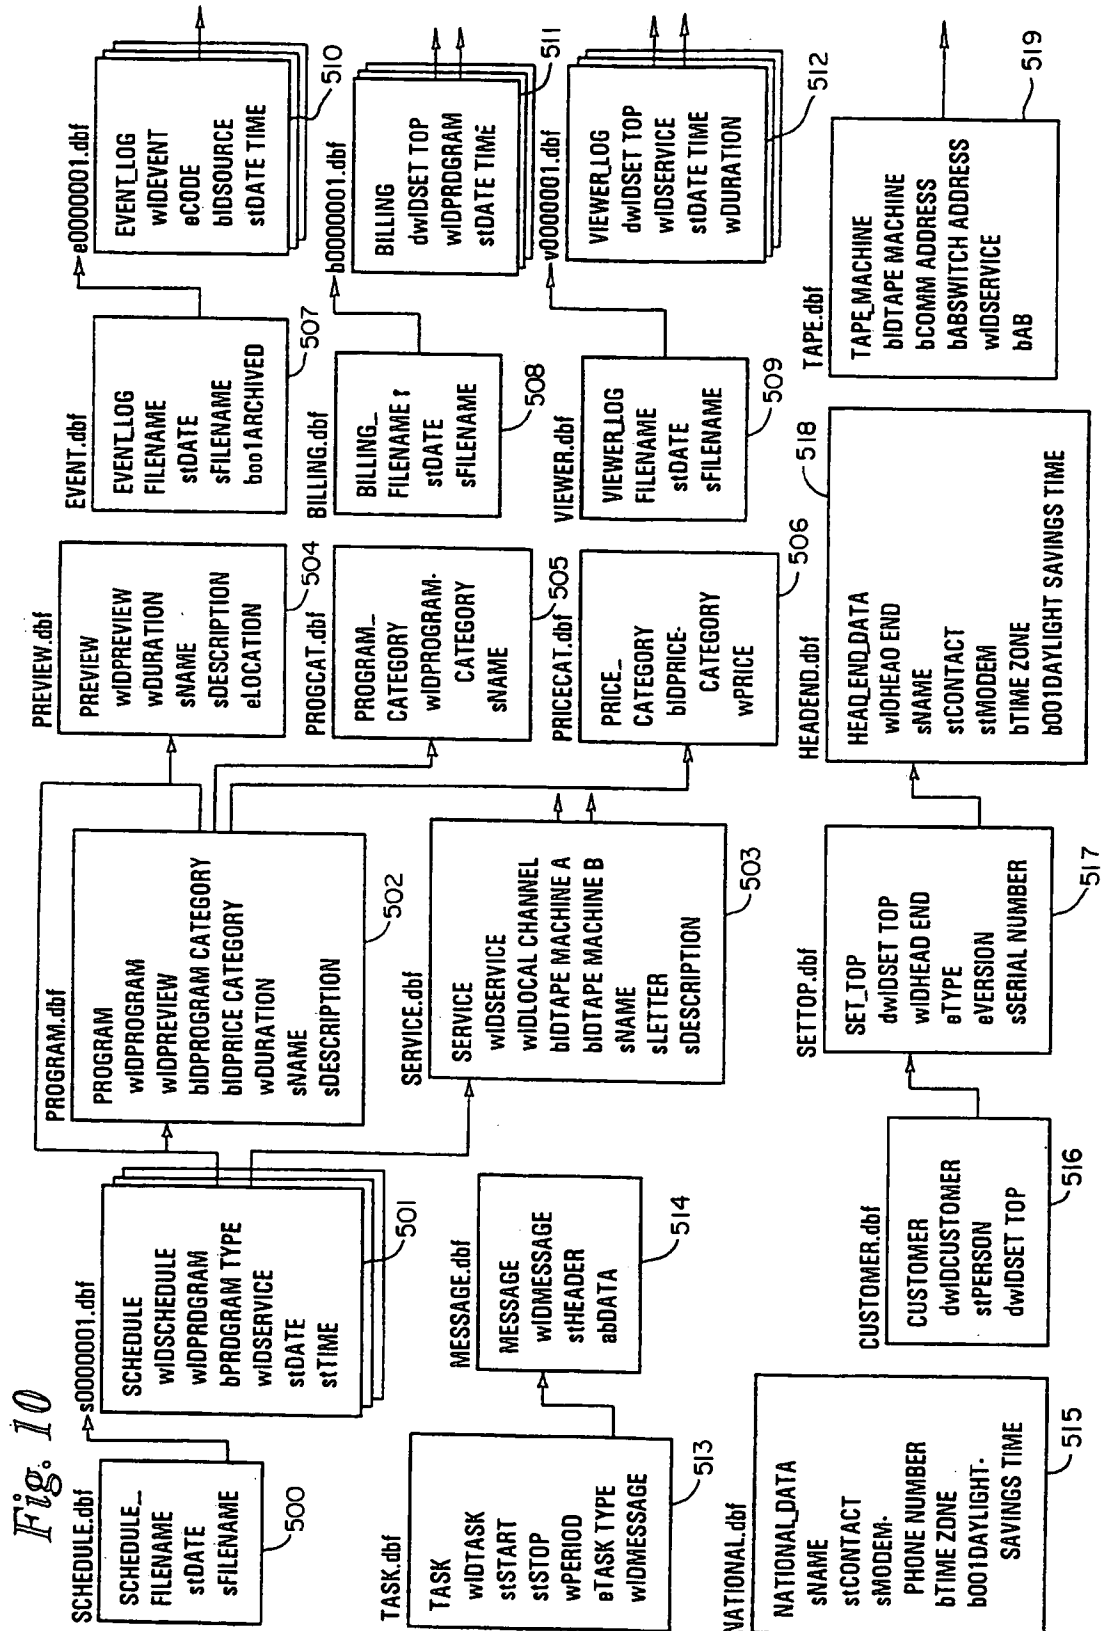 Fig. 10
SCHEDULE.dbf
SCHEDULE_
FILENAME
stDATE
sFILENAME
500
s0000001.dbf
SCHEDULE
wIDSCHEDULE
wIDPRDGRAM
bPRDGRAM TYPE
wIDSERVICE
stDATE
stTIME
501
PROGRAM.dbf
PROGRAM
wIDPROGRAM
wIDPREVIEW
bIDPROGRAM CATEGORY
bIDPRICE CATEGORY
wDURATION
sNAME
sDESCRIPTION
502
PREVIEW.dbf
PREVIEW
wIDPREVIEW
wDURATION
sNAME
sDESCRIPTION
eLOCATION
504
EVENT.dbf
EVENT_LOG
FILENAME
stDATE
sFILENAME
boo1ARCHIVED
507
e0000001.dbf
EVENT_LOG
wIDEVENT
eCODE
bIDSOURCE
stDATE TIME
510
PROGCAT.dbf
PROGRAM_
CATEGORY
wIDPROGRAM-
CATEGORY
sNAME
505
BILLING.dbf
BILLING_
FILENAME
stDATE
sFILENAME
508
b0000001.dbf
BILLING
dwIDSET TOP
wIDPRDGRAM
stDATE TIME
511
SERVICE.dbf
SERVICE
wIDSERVICE
wIDLOCAL CHANNEL
bIDTAPE MACHINE A
bIDTAPE MACHINE B
sNAME
sLETTER
sDESCRIPTION
503
PRICECAT.dbf
PRICE_
CATEGORY
bIDPRICE-
CATEGORY
wPRICE
506
VIEWER.dbf
VIEWER_LOG
FILENAME
stDATE
sFILENAME
509
v0000001.dbf
VIEWER_LOG
dwIDSET TOP
wIDSERVICE
stDATE TIME
wDURATION
512
TASK.dbf
TASK
wIDTASK
stSTART
stSTOP
wPERIOD
eTASK TYPE
wIDMESSAGE
513
MESSAGE.dbf
MESSAGE
wIDMESSAGE
stHEADER
abDATA
514
NATIONAL.dbf
NATIONAL_DATA
sNAME
stCONTACT
sMODEM-
PHONE NUMBER
bTIME ZONE
b001DAYLIGHT-
SAVINGS TIME
515
CUSTOMER.dbf
CUSTOMER
dwIDCUSTOMER
stPERSON
dwIDSET TOP
516
SETTOP.dbf
SET_TOP
dwIDSET TOP
wIDHEAD END
eTYPE
eVERSION
sSERIAL NUMBER
517
HEADEND.dbf
HEAD_END_DATA
wIOHEAO END
sNAME
stCONTACT
stMODEM
bTIME ZONE
b001DAYLIGHT SAVINGS TIME
518
TAPE.dbf
TAPE_MACHINE
bIDTAPE MACHINE
bCOMM ADDRESS
bABSWITCH ADDRESS
wIDSERVICE
bAB
519